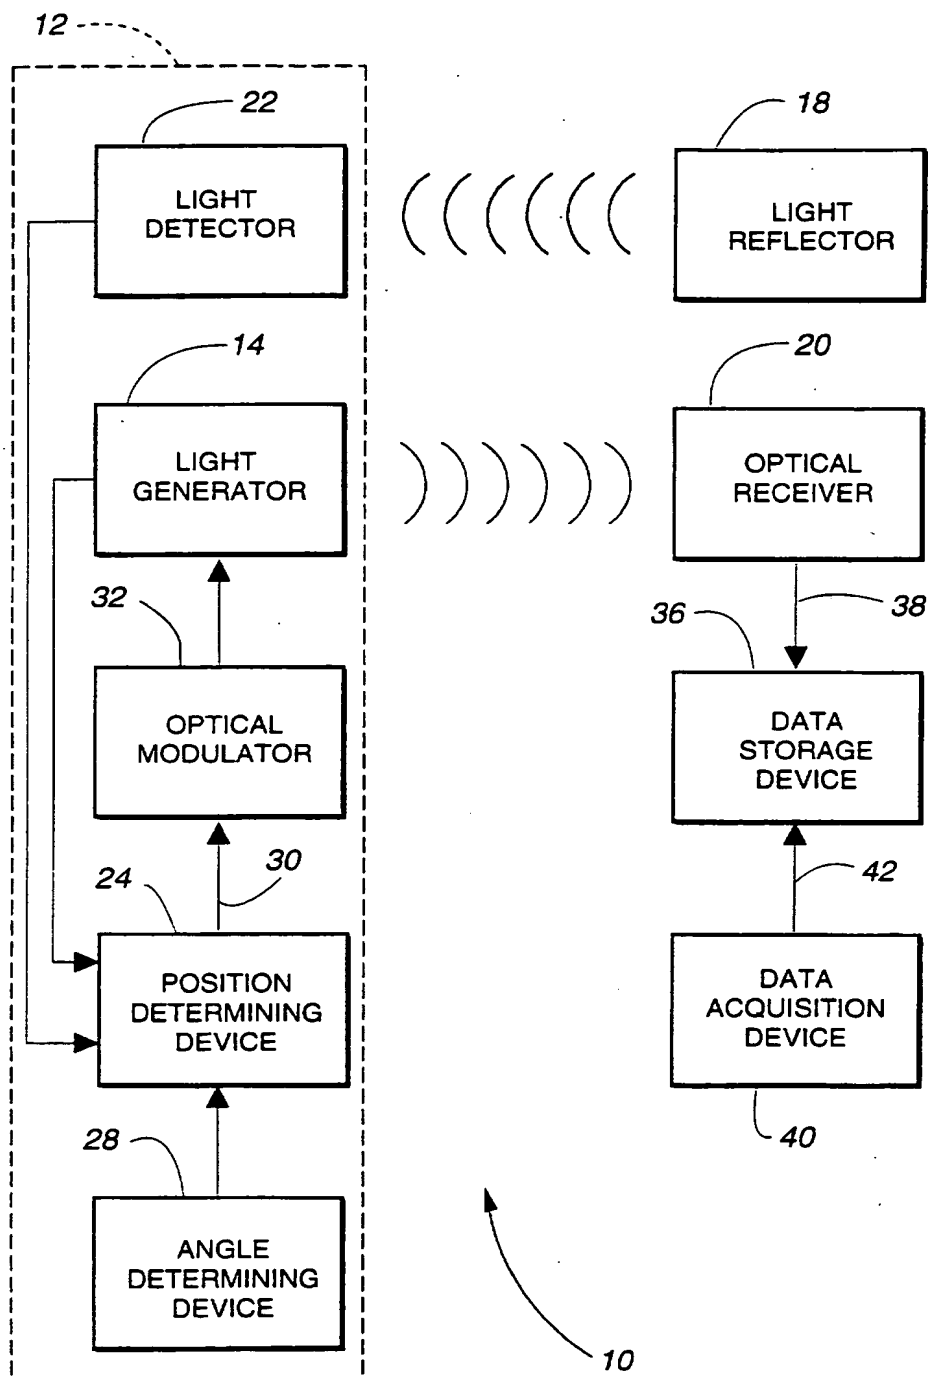 12
22
18
LIGHT
DETECTOR
LIGHT
REFLECTOR
14
20
LIGHT
GENERATOR
OPTICAL
RECEIVER
32
36
38
OPTICAL
MODULATOR
DATA
STORAGE
DEVICE
24
30
42
POSITION
DETERMINING
DEVICE
DATA
ACQUISITION
DEVICE
28
40
ANGLE
DETERMINING
DEVICE
10